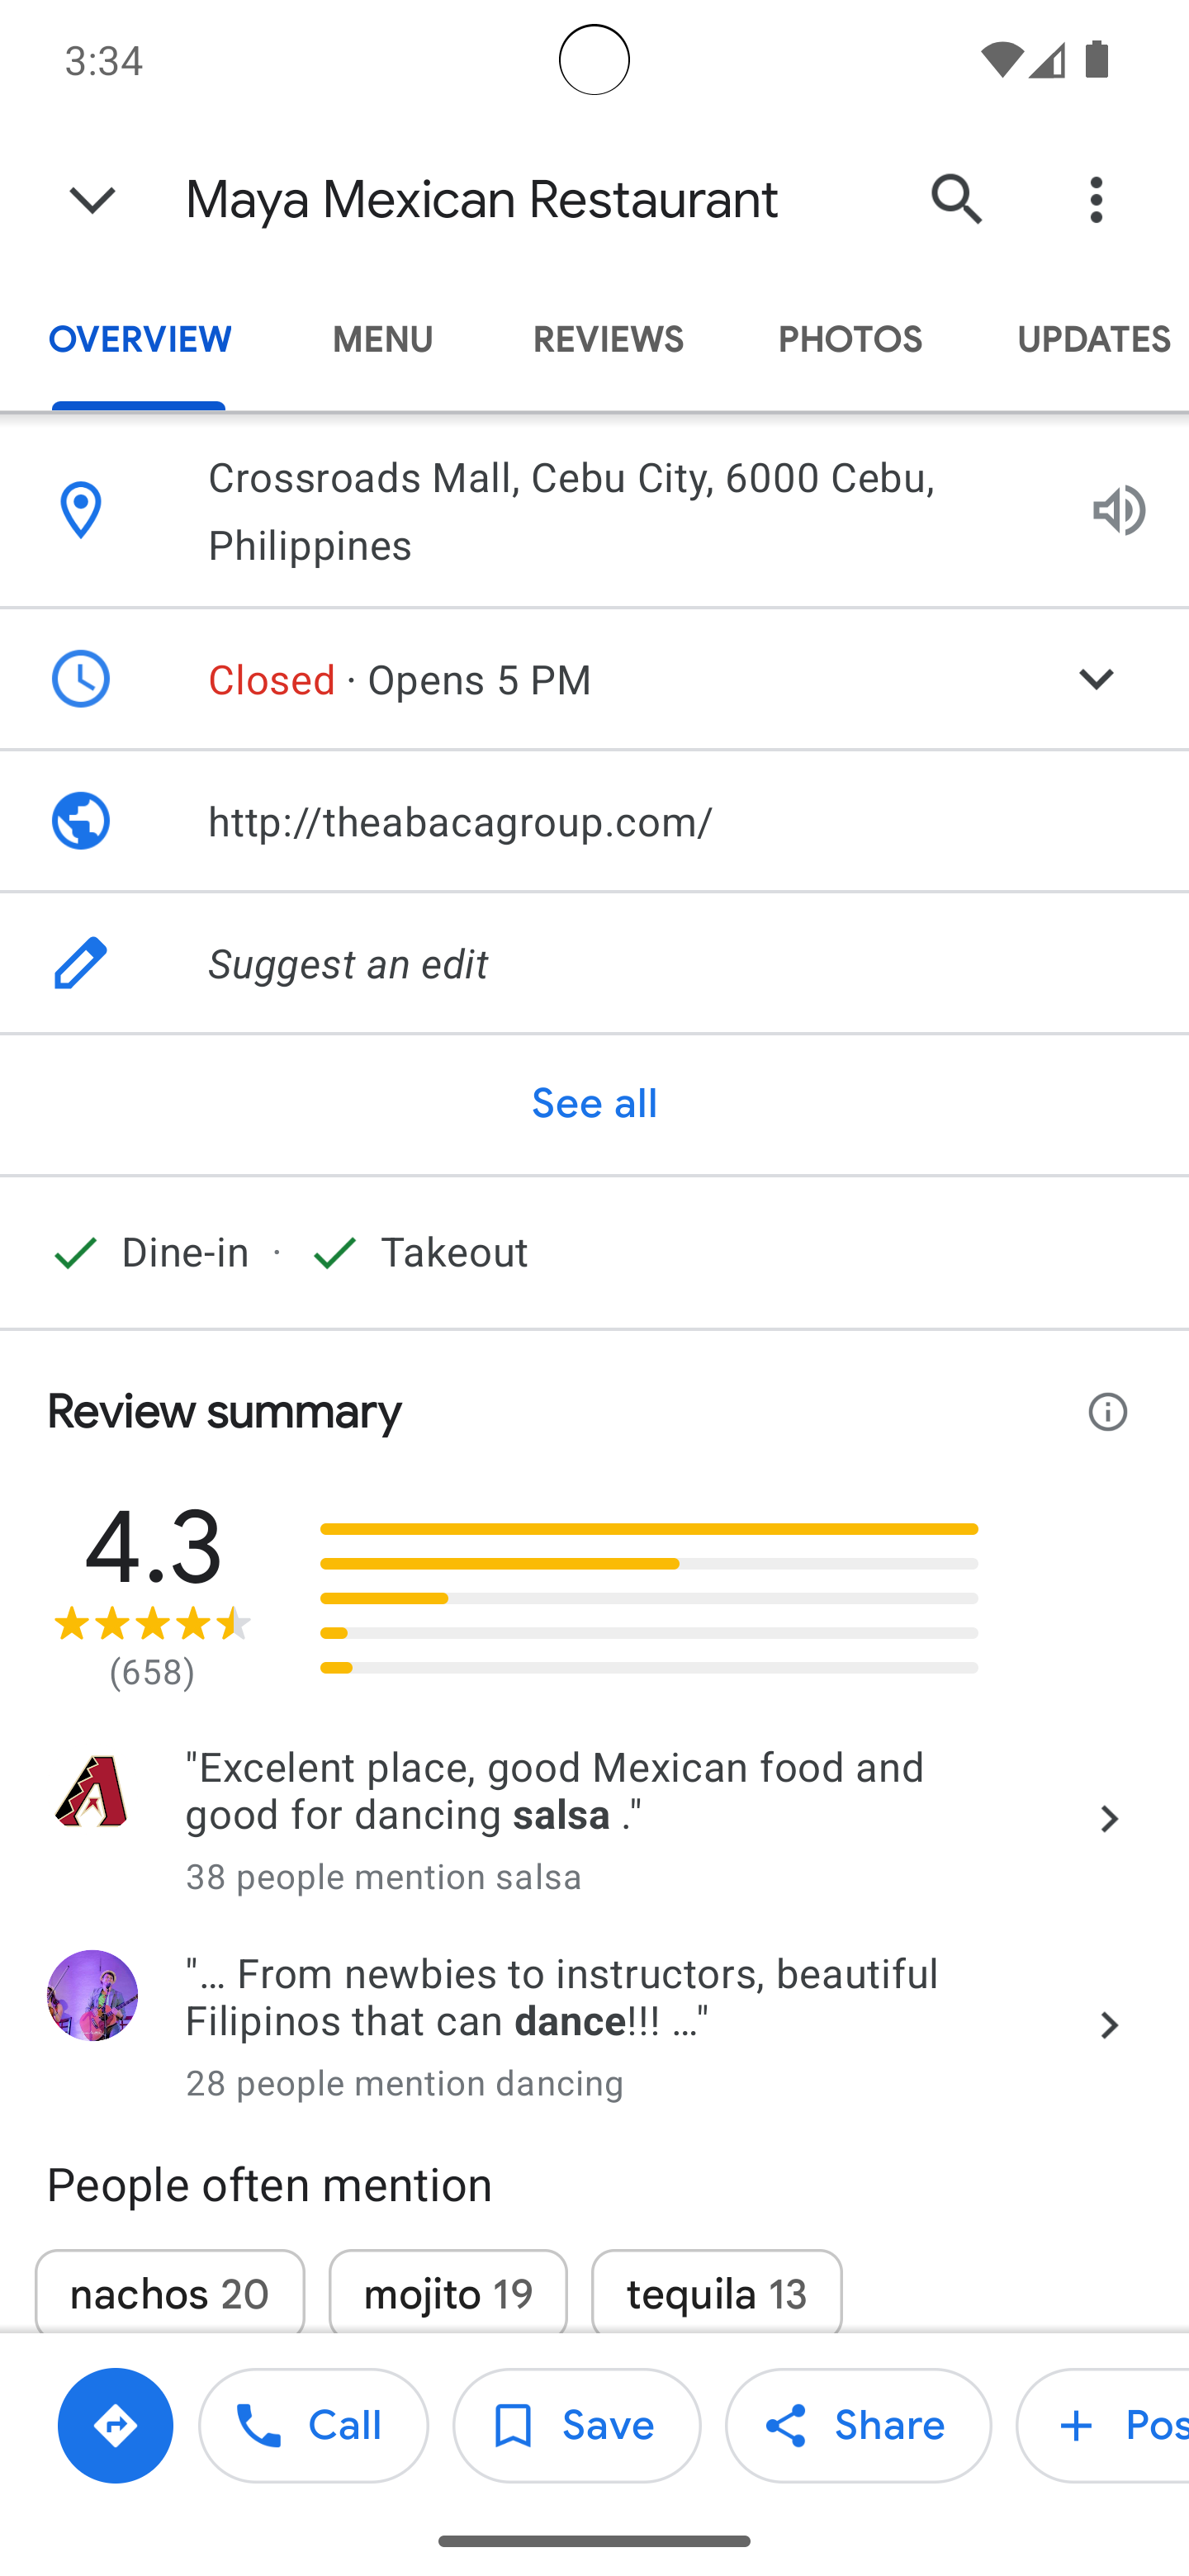 3:34
Maya Mexican Restaurant
OVERVIEW MENU REVIEWS PHOTOS UPDATES
Crossroads Mall, Cebu City, 6000 Cebu,
Philippines
Closed · Opens 5 PM
http://theabacagroup.com/
Suggest an edit
See all
Dine-in · Takeout
Review summary
4.3
(658)
"Excelent place, good Mexican food and
good for dancing salsa ."
38 people mention salsa
"... From newbies to instructors, beautiful
Filipinos that can dance!!! ..."
28 people mention dancing
People often mention
nachos 20 mojito 19 tequila 13
Call Save Share + Pos